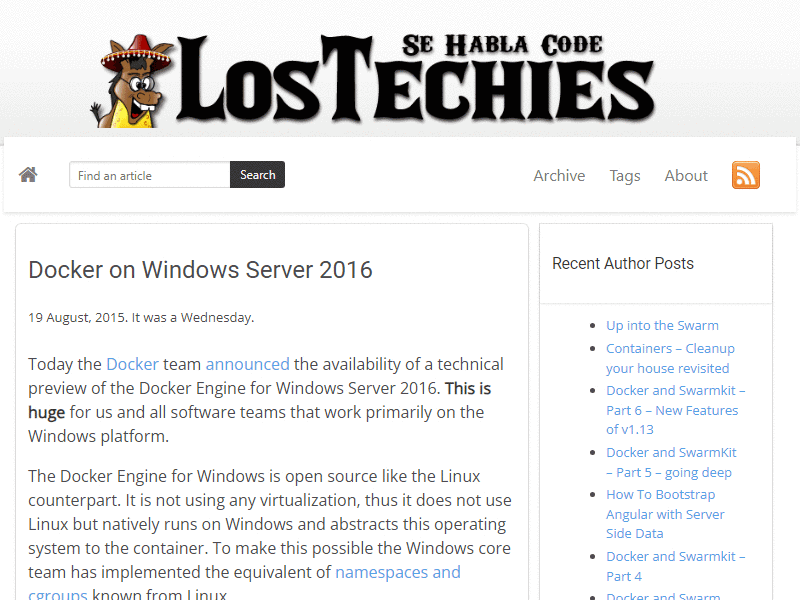 SE HABLA CODE
LOSTECHIES
Find an article
Search
Archive
Tags
About
Docker on Windows Server 2016
19 August, 2015. It was a Wednesday.
Today the Docker team announced the availability of a technical
preview of the Docker Engine for Windows Server 2016. This is
huge for us and all software teams that work primarily on the
Windows platform.
The Docker Engine for Windows is open source like the Linux
counterpart. It is not using any virtualization, thus it does not use
Linux but natively runs on Windows and abstracts this operating
system to the container. To make this possible the Windows core
team has implemented the equivalent of namespaces and
cgroups known from Linux.
Recent Author Posts
Up into the Swarm
Containers – Cleanup
your house revisited
Docker and Swarmkit –
Part 6 – New Features
of v1.13
Docker and SwarmKit
– Part 5 – going deep
How To Bootstrap
Angular with Server
Side Data
Docker and Swarmkit –
Part 4
Docker and Swarm